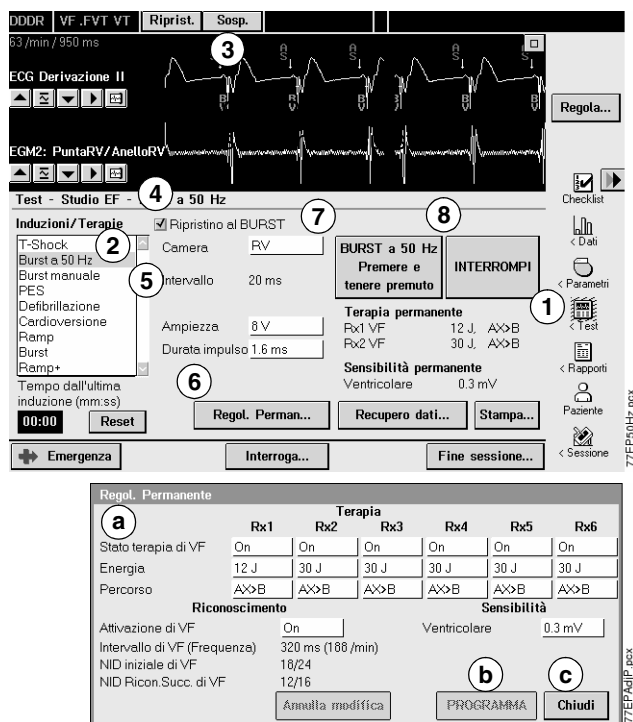 DDDR VF .FVT VT Riprist. Sosp.
63 /min / 950 ms
3
ECG Derivazione II
A S A S A S A S
B V B V B V B V B V
Regola...
EGM2: PuntaRV/AnelloRV
Checklist
< Dati
< Parametri
1
< Test
< Rapporti
Paziente
< Sessione
Test - Studio EF - 4 a 50 Hz
Induzioni/Terapie
T-Shock
Burst a 50 Hz
Burst manuale
PES
Defibrillazione
Cardioversione
Ramp
Burst
Ramp+
2
5
Ripristino al BURST
7
8
Camera RV
Intervallo 20 ms
Ampiezza 8 V
Durata impulso 1.6 ms
BURST a 50 Hz
Premere e
tenere premuto
INTERROMPI
Terapia permanente
Rx1 VF 12 J, AX>B
Rx2 VF 30 J, AX>B
Sensibilità permanente
Ventricolare 0.3 mV
Tempo dall'ultima
induzione (mm:ss)
00:00 Reset
6
Regol. Perman... Recupero dati... Stampa...
Emergenza Interroga... Fine sessione...
77EP50Hz.pcx
Regol. Permanente
a
Terapia
Rx1 Rx2 Rx3 Rx4 Rx5 Rx6
Stato terapia di VF On On On On On On
Energia 12 J 30 J 30 J 30 J 30 J 30 J
Percorso AX>B AX>B AX>B AX>B AX>B AX>B
Riconoscimento Sensibilità
Attivazione di VF On Ventricolare 0.3 mV
Intervallo di VF (Frequenza) 320 ms (188 /min)
NID iniziale di VF 18/24
NID Ricon.Succ. di VF 12/16
b c
Annulla modifica PROGRAMMA Chiudi
77EPAdjP.pcx